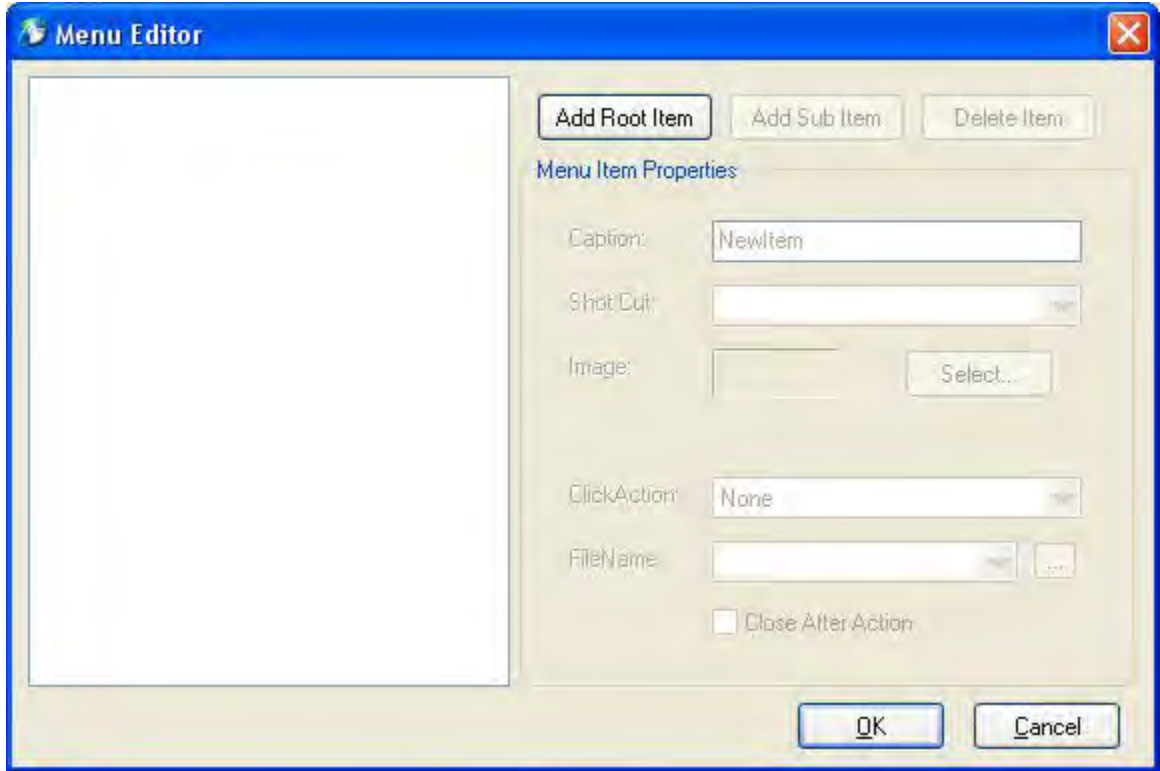 Menu Editor
Add Root Item Add Sub Item Delete Item
Menu Item Properties
Caption: NewItem
Shot Cut:
Image: Select...
ClickAction: None
FileName ...
Close After Action
OK Cancel